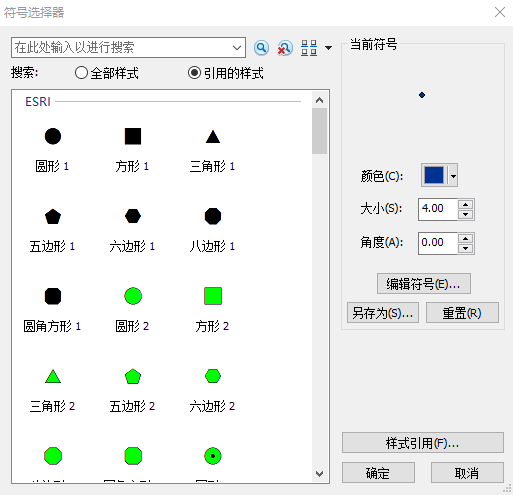 符号选择器
在此处输入以进行搜索
搜索: 全部样式 引用的样式
ESRI
圆形 1 方形 1 三角形 1
五边形 1 六边形 1 八边形 1
圆角方形 1 圆形 2 方形 2
三角形 2 五边形 2 六边形 2
当前符号
颜色(C):
大小(S): 4.00
角度(A): 0.00
编辑符号(E)...
另存为(S)... 重置(R)
样式引用(F)...
确定 取消